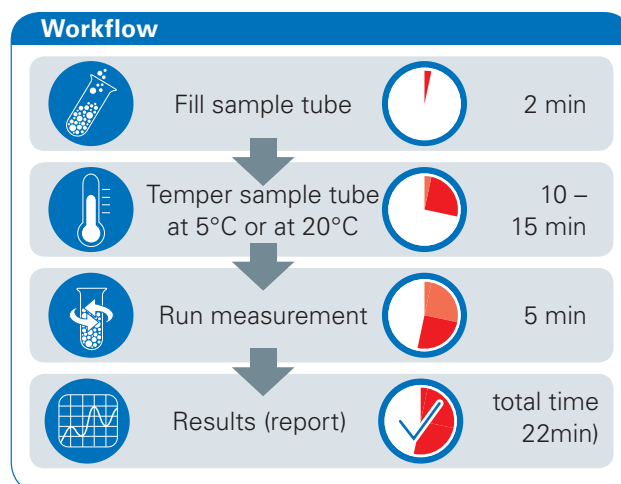 Workflow
Fill sample tube
2 min
Temper sample tube
at 5°C or at 20°C
10 –
15 min
Run measurement
5 min
Results (report)
total time
22min)